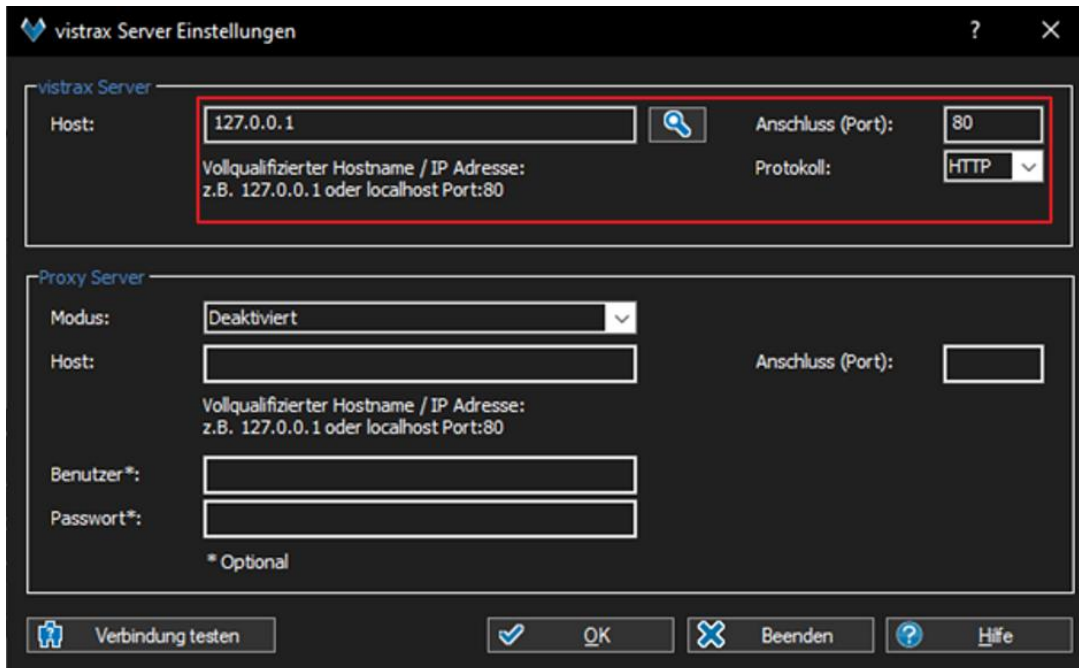 vistrax Server Einstellungen ? ×
vistrax Server
Host: 127.0.0.1 Anschluss (Port): 80
Vollqualifizierter Hostname / IP Adresse: Protokoll: HTTP
z.B. 127.0.0.1 oder localhost Port:80
Proxy Server
Modus: Deaktiviert
Host: Anschluss (Port):
Vollqualifizierter Hostname / IP Adresse:
z.B. 127.0.0.1 oder localhost Port:80
Benutzer*:
Passwort*:
* Optional
Verbindung testen OK Beenden ? Hilfe